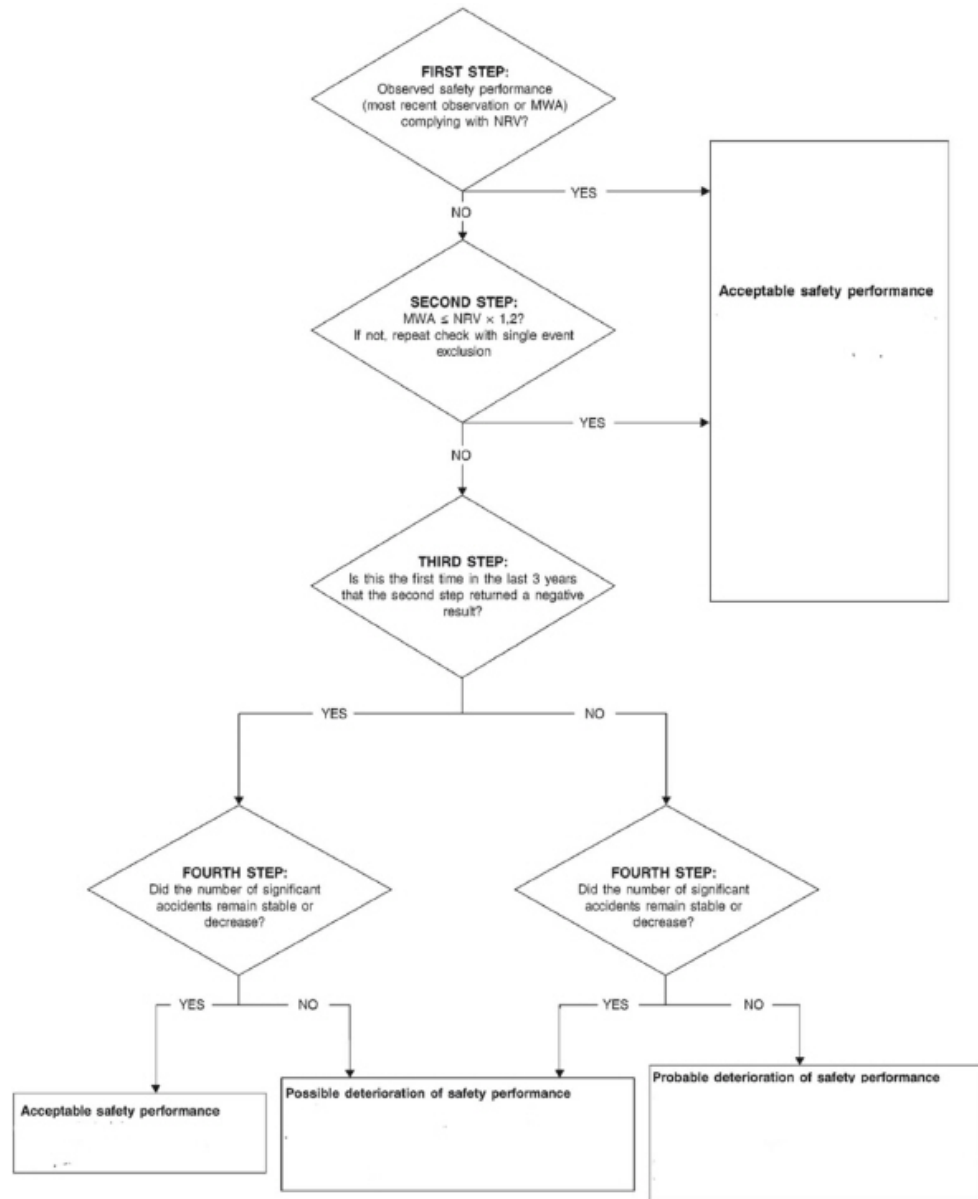 FIRST STEP:
Observed safety performance
(most recent observation or MWA)
complying with NRV?
YES
NO
Acceptable safety performance
SECOND STEP:
MWA ≤ NRV × 1,2?
If not, repeat check with single event
exclusion
YES
NO
THIRD STEP:
Is this the first time in the last 3 years
that the second step returned a negative
result?
YES
NO
FOURTH STEP:
Did the number of significant
accidents remain stable or
decrease?
FOURTH STEP:
Did the number of significant
accidents remain stable or
decrease?
YES
NO
YES
NO
Acceptable safety performance
Possible deterioration of safety performance
Probable deterioration of safety performance